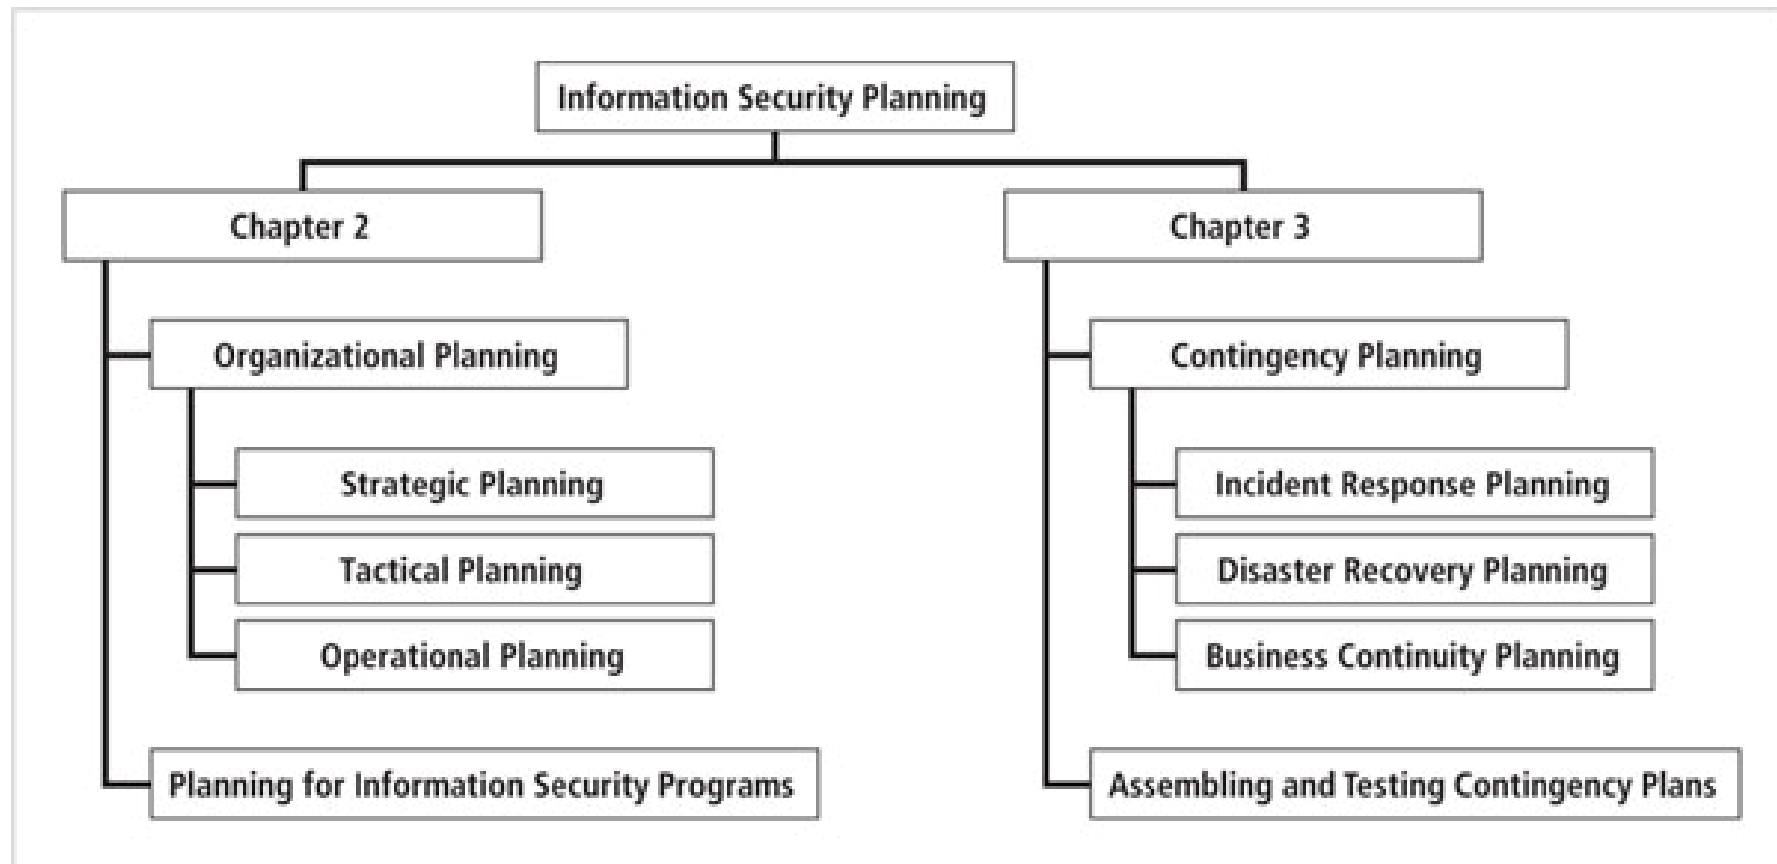 Information Security Planning
Chapter 2
Organizational Planning
Strategic Planning
Tactical Planning
Operational Planning
Planning for Information Security Programs
Chapter 3
Contingency Planning
Incident Response Planning
Disaster Recovery Planning
Business Continuity Planning
Assembling and Testing Contingency Plans